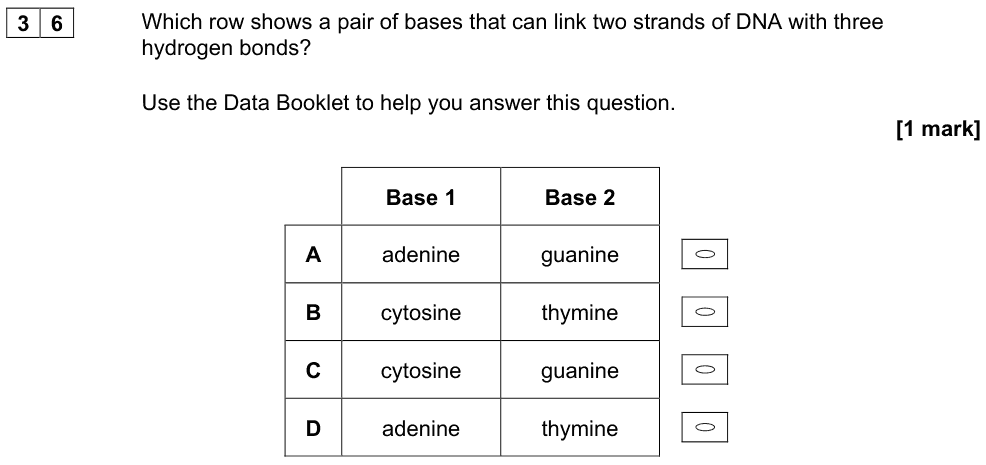 3 6
Which row shows a pair of bases that can link two strands of DNA with three
hydrogen bonds?
Use the Data Booklet to help you answer this question.
[1 mark]
Base 1 Base 2
A adenine guanine
B cytosine thymine
C cytosine guanine
D adenine thymine